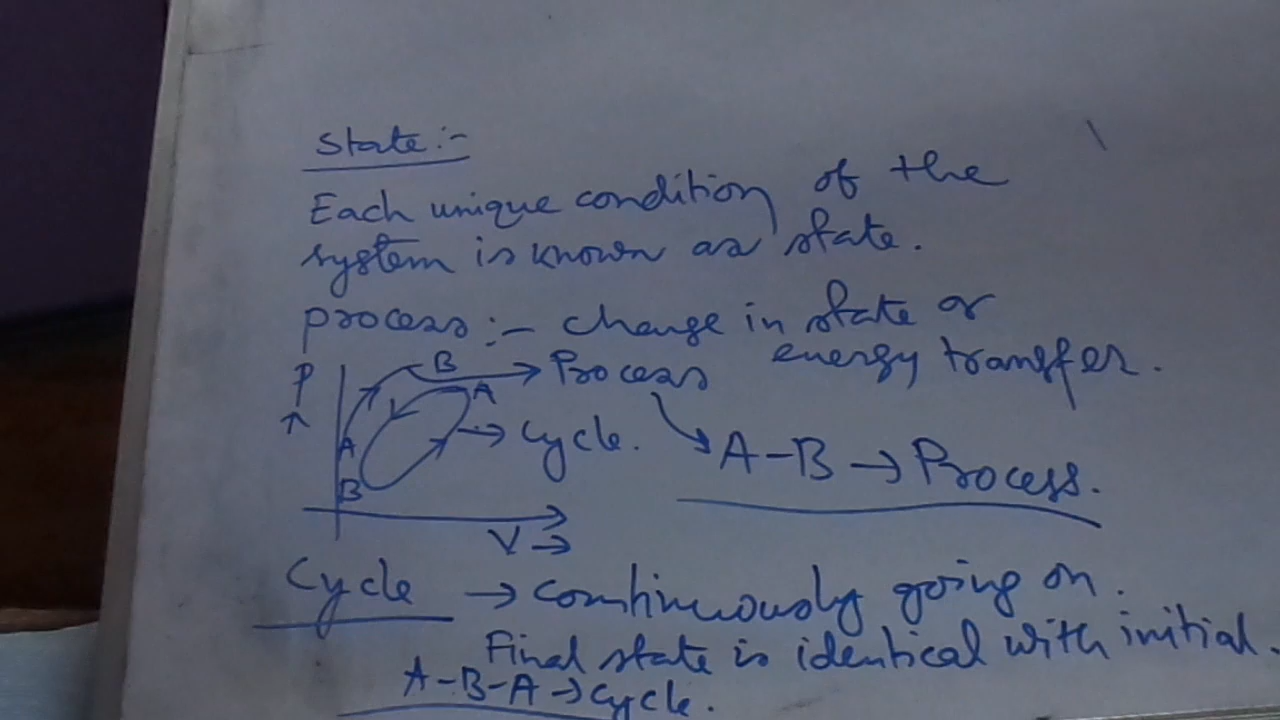 State :-
Each unique condition of the
system is known as state.
process :- change in state or
energy transfer.
P ↑
B → Process
A
A → Cycle.
B
A-B → Process.
V →
Cycle → continuously going on.
Final state is identical with initial.
A-B-A → cycle.